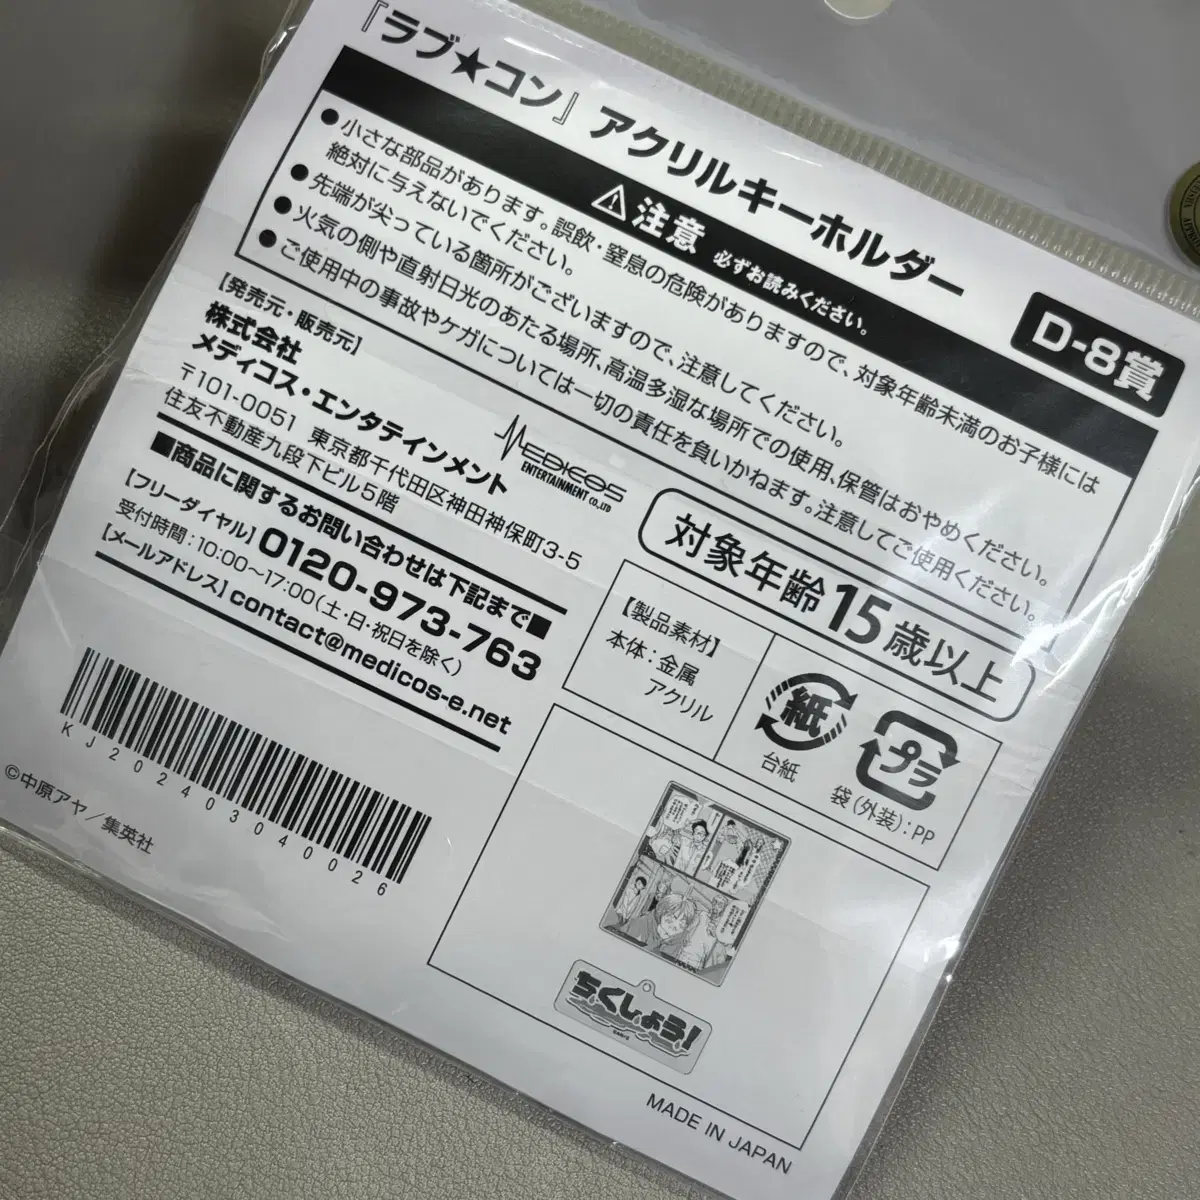 『ラブ★コン』アクリルキーホルダー
D-8賞
注意 必ずお読みください。
●小さな部品があります。誤飲・窒息の危険がありますので、対象年齢未満のお子様には
絶対に与えないでください。
●先端が尖っている箇所がございますので、注意してください。
●火気の側や直射日光のあたる場所、高温多湿な場所での使用、保管はおやめください。
●ご使用中の事故やケガについては一切の責任を負いかねます。注意してご使用ください。
【発売元・販売元】
株式会社
メディコス・エンタテインメント
MEDICOS
ENTERTAINMENT CO.,LTD
〒101-0051 東京都千代田区神田神保町3-5
住友不動産九段下ビル5階
■商品に関するお問い合わせは下記まで■
【フリーダイヤル】0120-973-763
受付時間:10:00〜17:00(土・日・祝日を除く)
【メールアドレス】contact@medicos-e.net
KJ202403040026
©中原アヤ/集英社
対象年齢15歳以上
【製品素材】
本体:金属
アクリル
紙
台紙
プラ
袋(外装):PP
ちくしょう!
MADE IN JAPAN